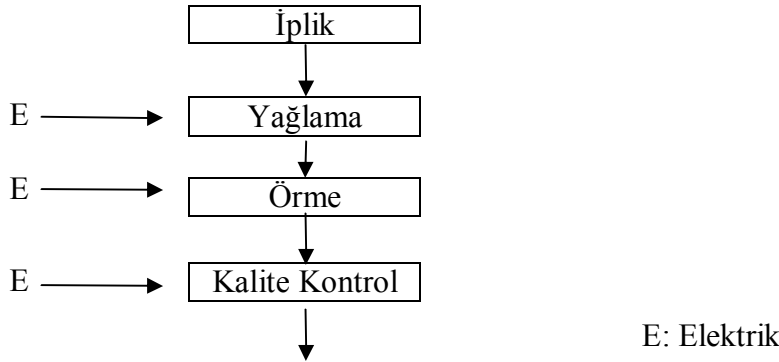 İplik
E
Yağlama
E
Örme
E
Kalite Kontrol
E: Elektrik